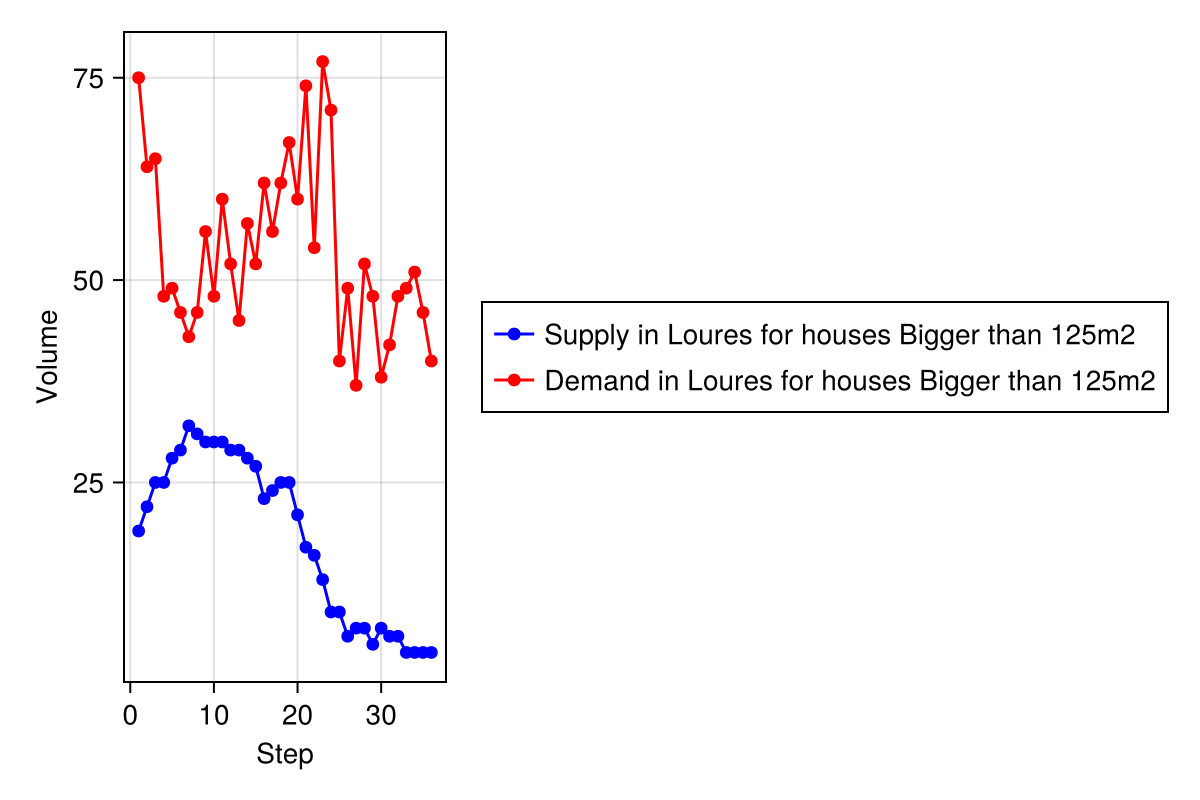 75
50
25
Volume
0 10 20 30
Step
Supply in Loures for houses Bigger than 125m2
Demand in Loures for houses Bigger than 125m2